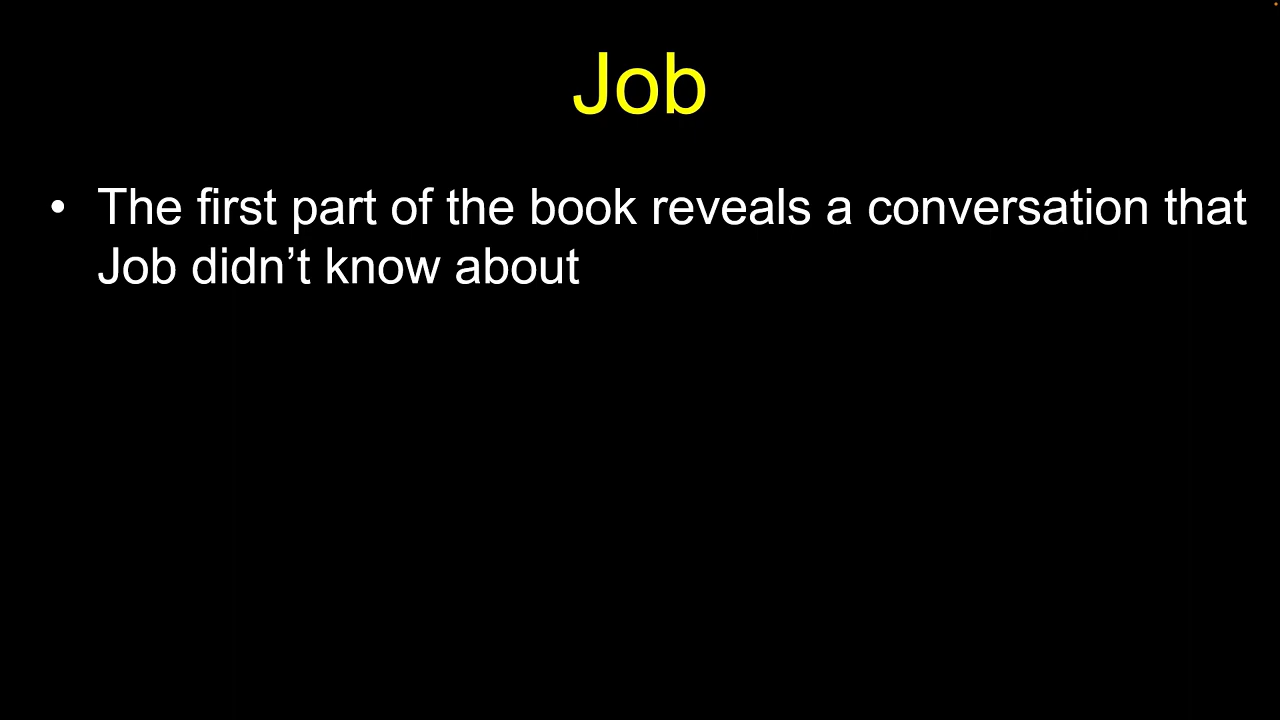 Job
• The first part of the book reveals a conversation that
Job didn’t know about